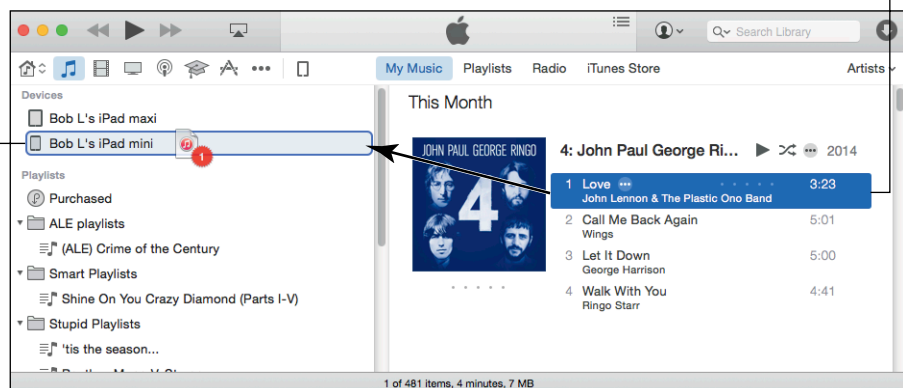 Search Library
My Music Playlists Radio iTunes Store Artists
Devices
Bob L's iPad maxi
Bob L's iPad mini
1
Playlists
Purchased
ALE playlists
(ALE) Crime of the Century
Smart Playlists
Shine On You Crazy Diamond (Parts I-V)
Stupid Playlists
'tis the season...
This Month
JOHN PAUL GEORGE RINGO
4
4: John Paul George Ri... 2014
1 Love 3:23
John Lennon & The Plastic Ono Band
2 Call Me Back Again 5:01
Wings
3 Let It Down 5:00
George Harrison
4 Walk With You 4:41
Ringo Starr
1 of 481 items, 4 minutes, 7 MB